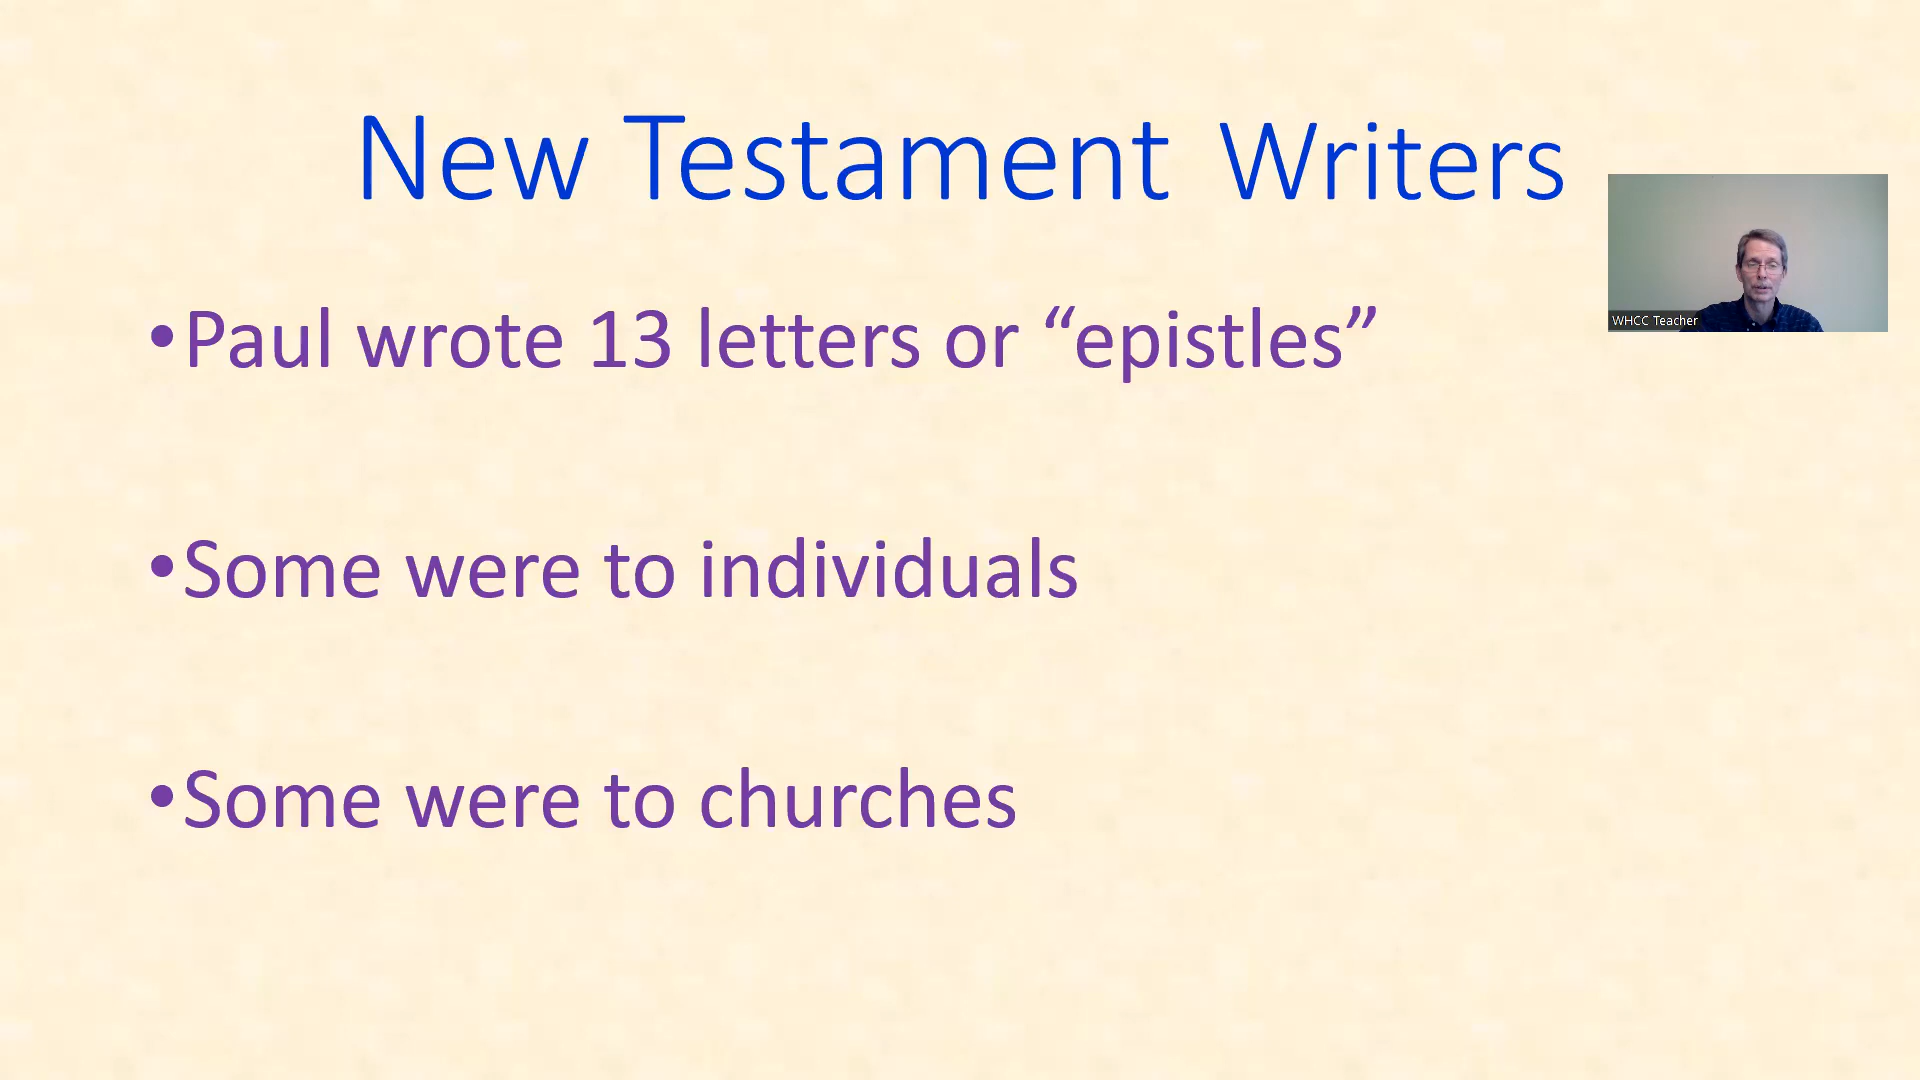 New Testament Writers
WHCC Teacher
•Paul wrote 13 letters or “epistles”
•Some were to individuals
•Some were to churches